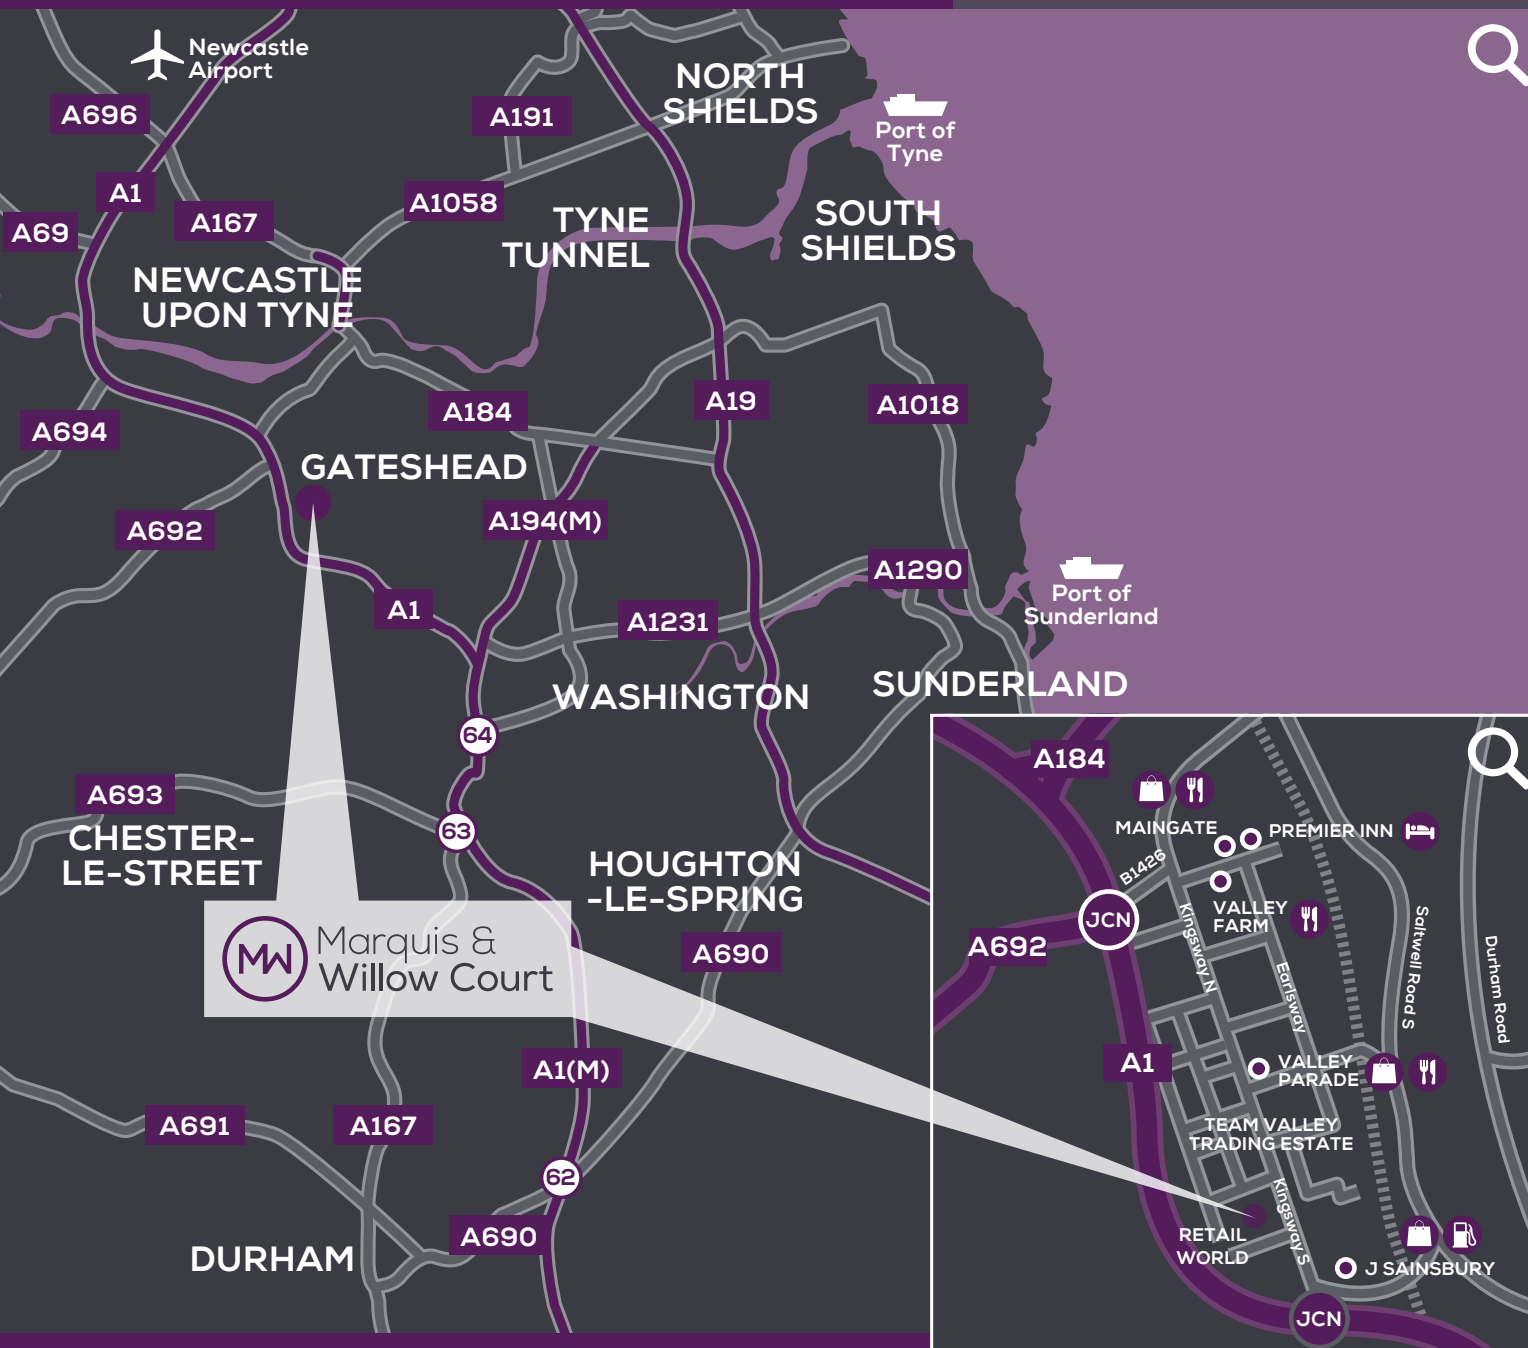 Newcastle
Airport
A696
A191
NORTH
SHIELDS
Port of
Tyne
A1
A69
A167
A1058
TYNE
TUNNEL
SOUTH
SHIELDS
NEWCASTLE
UPON TYNE
A694
A184
A19
A1018
GATESHEAD
A692
A194(M)
A1290
Port of
Sunderland
A1
A1231
WASHINGTON
SUNDERLAND
64
A693
63
CHESTER-
LE-STREET
HOUGHTON
-LE-SPRING
MW
Marquis &
Willow Court
A690
A1(M)
A691
A167
62
A690
DURHAM
A184
MAINGATE
PREMIER INN
B1426
JCN
VALLEY
FARM
A692
Kingsway N
Earlsway
Saltwell Road S
Durham Road
A1
VALLEY
PARADE
TEAM VALLEY
TRADING ESTATE
Kingsway S
RETAIL
WORLD
J SAINSBURY
JCN